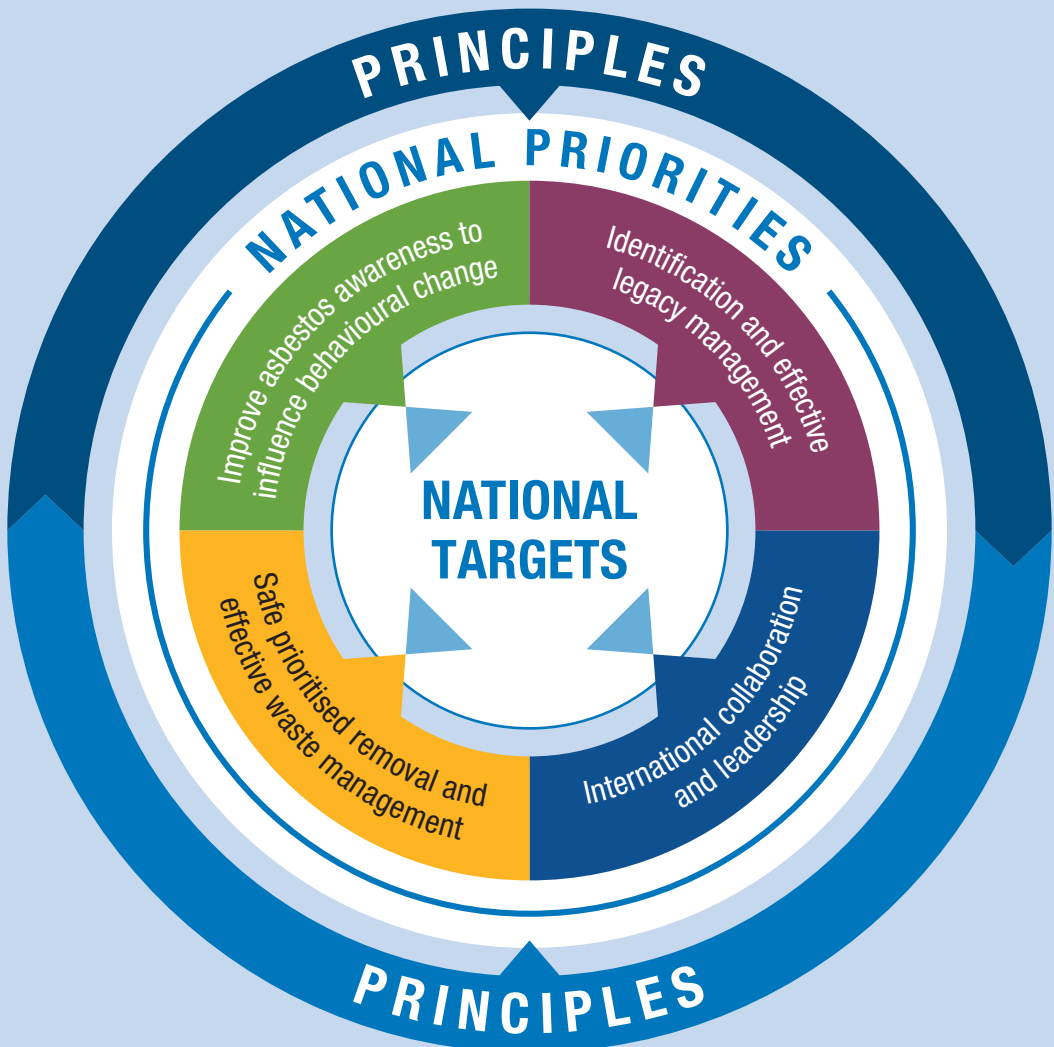 PRINCIPLES
NATIONAL PRIORITIES
Improve asbestos awareness to
influence behavioural change
Identification and effective
legacy management
NATIONAL
TARGETS
Safe prioritised removal and
effective waste management
International collaboration
and leadership
PRINCIPLES